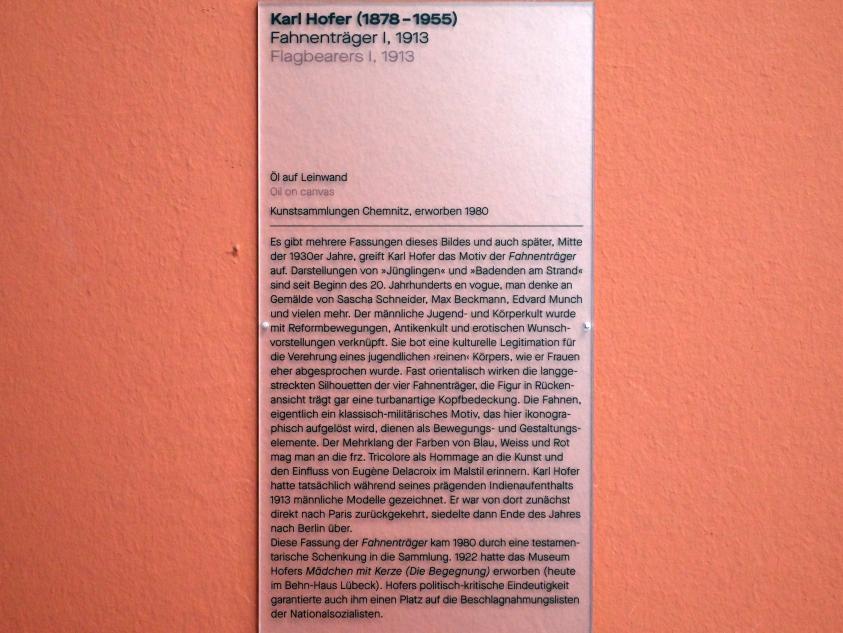 Karl Hofer (1878–1955)
Fahnenträger I, 1913
Flagbearers I, 1913
Öl auf Leinwand
Oil on canvas
Kunstsammlungen Chemnitz, erworben 1980
Es gibt mehrere Fassungen dieses Bildes und auch später, Mitte
der 1930er Jahre, greift Karl Hofer das Motiv der Fahnenträger
auf. Darstellungen von »Jünglingen« und »Badenden am Strand«
sind seit Beginn des 20. Jahrhunderts en vogue, man denke an
Gemälde von Sascha Schneider, Max Beckmann, Edvard Munch
und vielen mehr. Der männliche Jugend- und Körperkult wurde
mit Reformbewegungen, Antikenkult und erotischen Wunsch-
vorstellungen verknüpft. Sie bot eine kulturelle Legitimation für
die Verehrung eines jugendlichen ›reinen‹ Körpers, wie er Frauen
eher abgesprochen wurde. Fast orientalisch wirken die langge-
streckten Silhouetten der vier Fahnenträger, die Figur in Rücken-
ansicht trägt gar eine turbanartige Kopfbedeckung. Die Fahnen,
eigentlich ein klassisch-militärisches Motiv, das hier ikonogra-
phisch aufgelöst wird, dienen als Bewegungs- und Gestaltungs-
elemente. Der Mehrklang der Farben von Blau, Weiss und Rot
mag man an die frz. Tricolore als Hommage an die Kunst und
den Einfluss von Eugène Delacroix im Malstil erinnern. Karl Hofer
hatte tatsächlich während seines prägenden Indienaufenthalts
1913 männliche Modelle gezeichnet. Er war von dort zunächst
direkt nach Paris zurückgekehrt, siedelte dann Ende des Jahres
nach Berlin über.
Diese Fassung der Fahnenträger kam 1980 durch eine testamen-
tarische Schenkung in die Sammlung. 1922 hatte das Museum
Hofers Mädchen mit Kerze (Die Begegnung) erworben (heute
im Behn-Haus Lübeck). Hofers politisch-kritische Eindeutigkeit
garantierte auch ihm einen Platz auf die Beschlagnahmungslisten
der Nationalsozialisten.